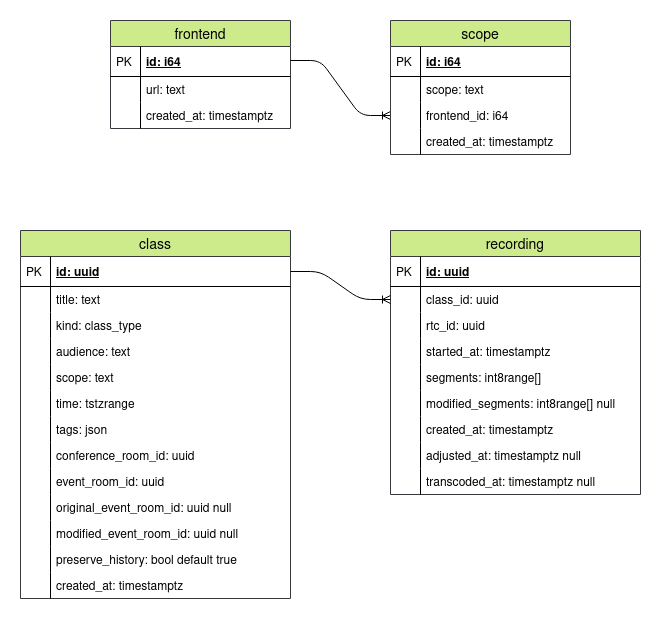 frontend
PK id: i64
url: text
created_at: timestamptz
scope
PK id: i64
scope: text
frontend_id: i64
created_at: timestamptz
class
PK id: uuid
title: text
kind: class_type
audience: text
scope: text
time: tstzrange
tags: json
conference_room_id: uuid
event_room_id: uuid
original_event_room_id: uuid null
modified_event_room_id: uuid null
preserve_history: bool default true
created_at: timestamptz
recording
PK id: uuid
class_id: uuid
rtc_id: uuid
started_at: timestamptz
segments: int8range[]
modified_segments: int8range[] null
created_at: timestamptz
adjusted_at: timestamptz null
transcoded_at: timestamptz null